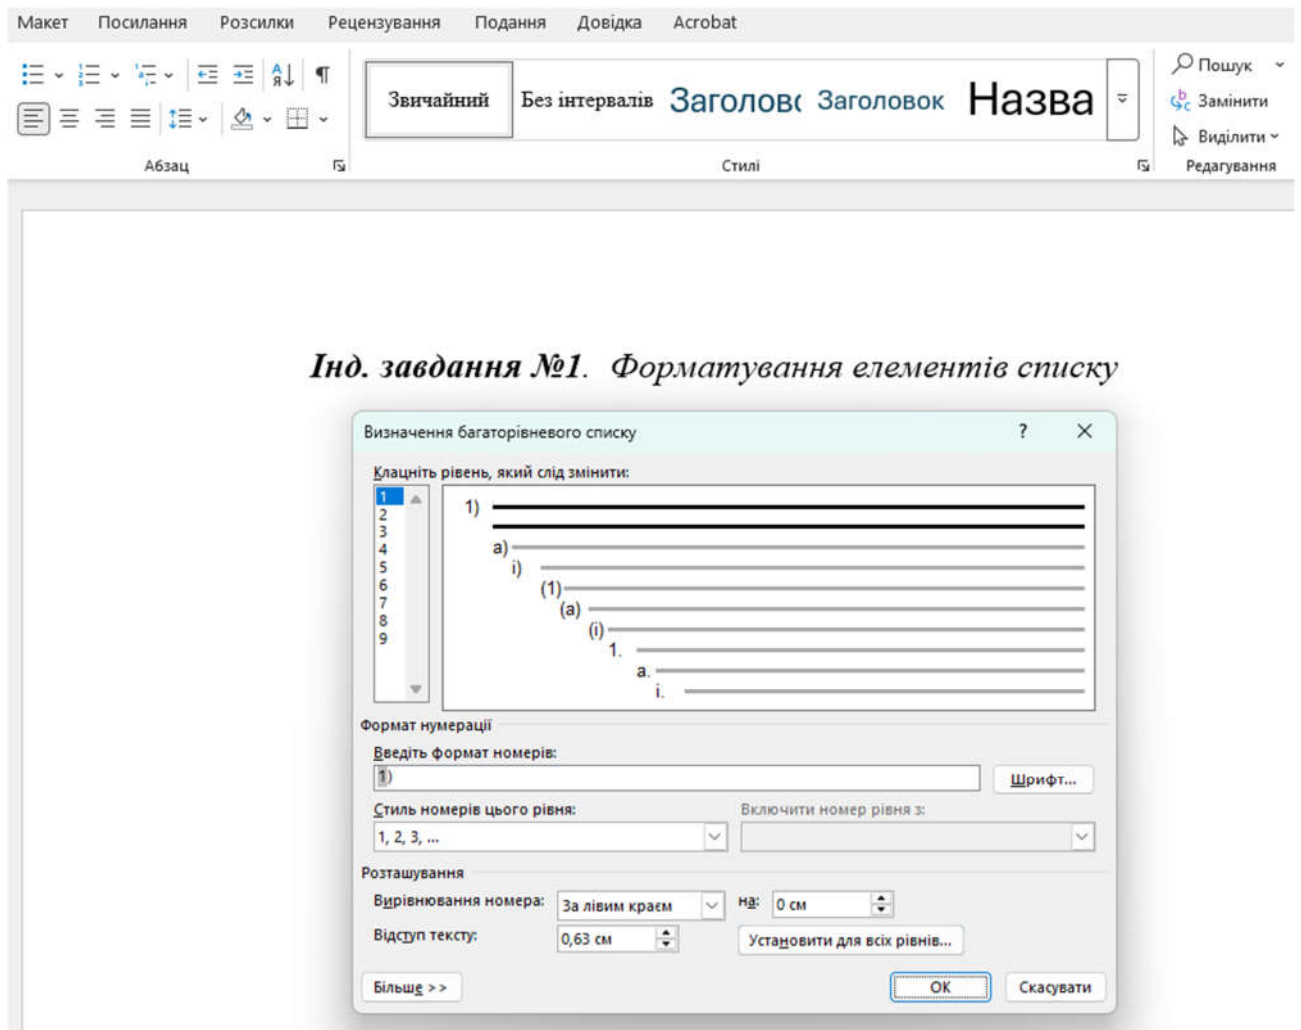 Макет Посилання Розсилки Рецензування Подання Довідка Acrobat
Звичайний Без інтервалів Заголовк Заголовок Назва
Пошук
Замінити
Виділити
Абзац Стилі Редагування
Інд. завдання №1. Форматування елементів списку
Визначення багаторівневого списку ?
Клацніть рівень, який слід змінити:
1
2
3
4
5
6
7
8
9
1)
a)
i)
(1)
(a)
(i)
1.
a.
i.
Формат нумерації
Введіть формат номерів:
1) Шрифт...
Стиль номерів цього рівня: Включити номер рівня з:
1, 2, 3, ...
Розташування
Вирівнювання номера: За лівим краєм на: 0 см
Відступ тексту: 0,63 см Установити для всіх рівнів...
Більше >> ОК Скасувати